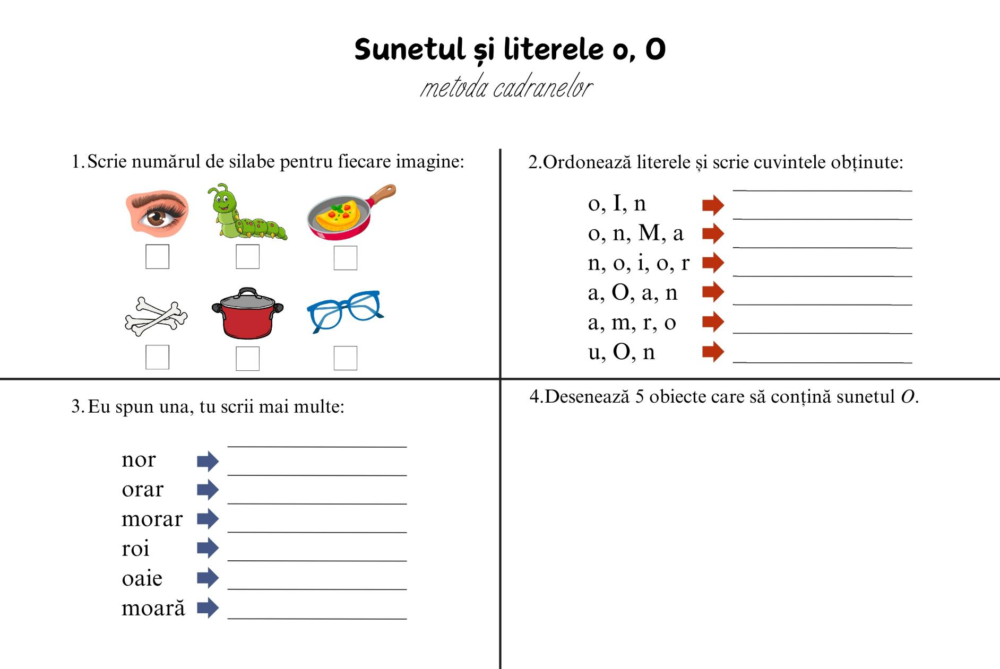 Sunetul și literele o, O
metoda cadranelor
1. Scrie numărul de silabe pentru fiecare imagine:
2.Ordonează literele și scrie cuvintele obținute:
o, I, n
o, n, M, a
n, o, i, o, r
a, O, a, n
a, m, r, o
u, O, n
3. Eu spun una, tu scrii mai multe:
nor
orar
morar
roi
oaie
moară
4.Desenează 5 obiecte care să conțină sunetul O.